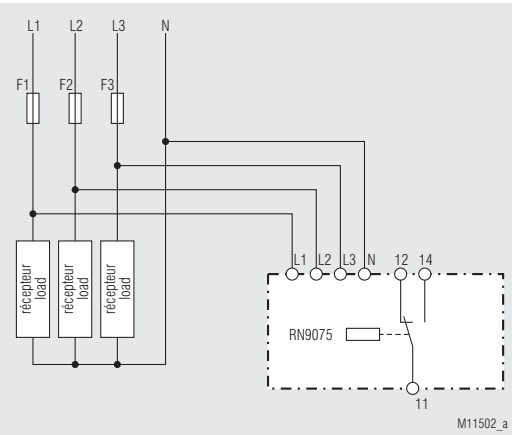 L1 L2 L3 N
F1 F2 F3
L1 L2 L3 N 12 14
récepteur
load
récepteur
load
récepteur
load
RN9075
11
M11502_a